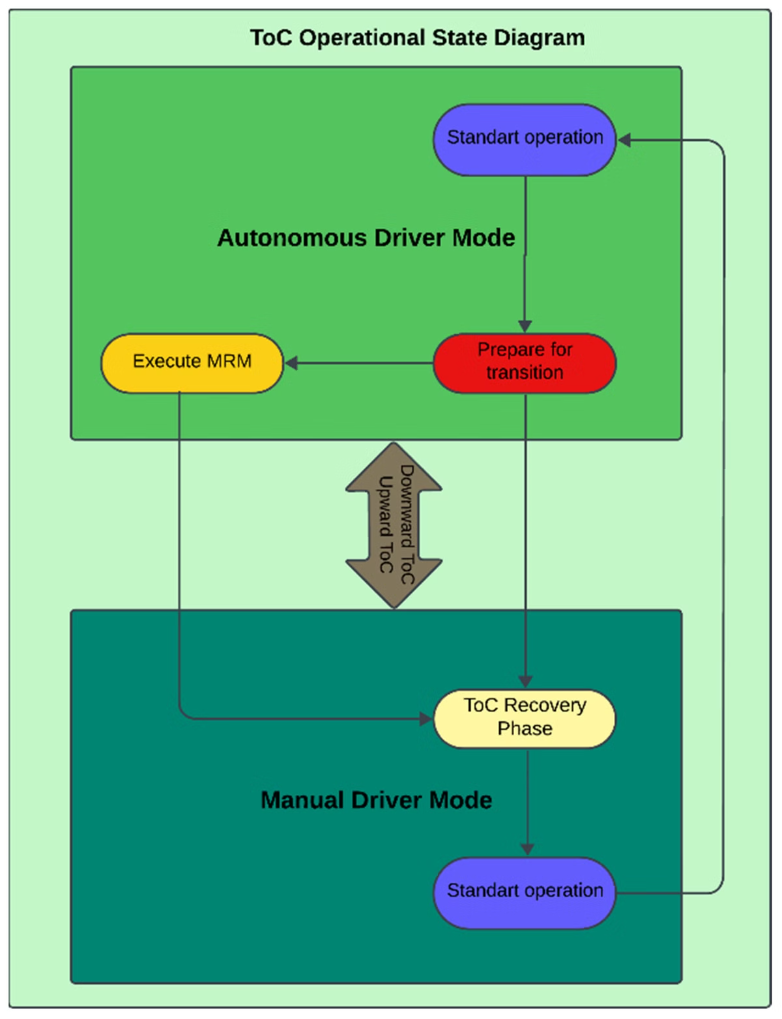 ToC Operational State Diagram
Standart operation
Autonomous Driver Mode
Execute MRM
Prepare for
transition
Downward ToC
Upward ToC
ToC Recovery
Phase
Manual Driver Mode
Standart operation